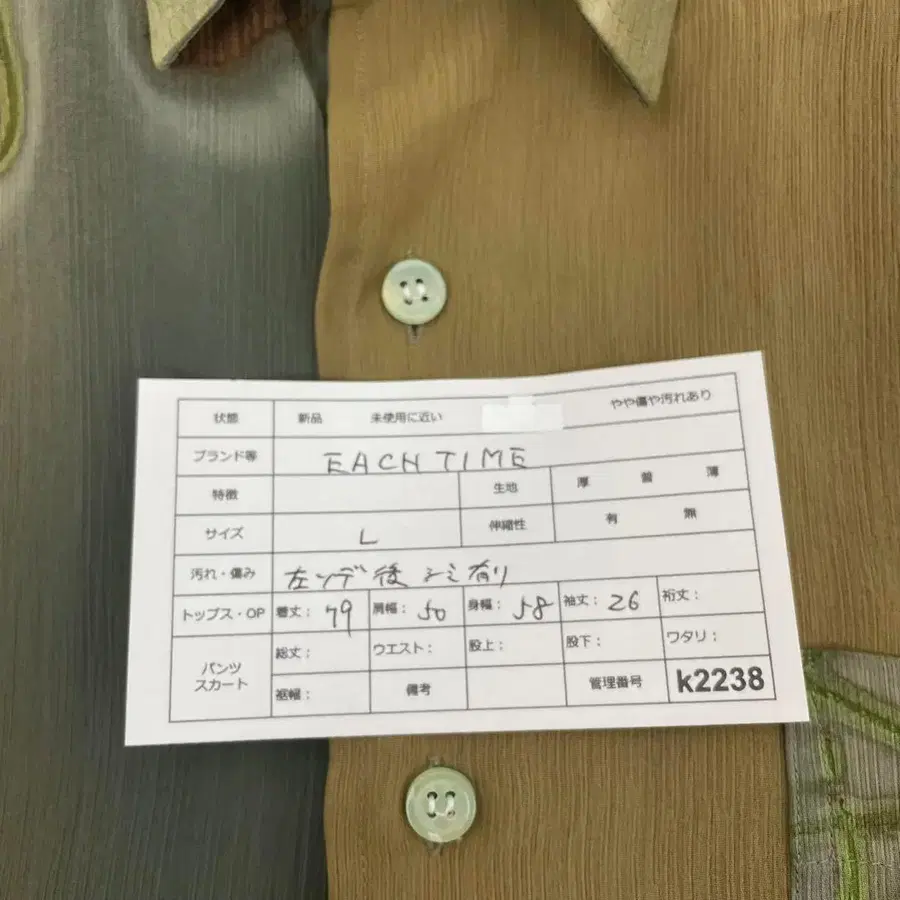 状態 新品 未使用に近い やや傷や汚れあり
ブランド等 EACH TIME
特徴 生地 厚 普 薄
サイズ L 伸縮性 有 無
汚れ・傷み 左ソデ後シミ有り
トップス・OP 着丈: 79 肩幅: 50 身幅: 58 袖丈: 26 裄丈:
パンツ スカート 総丈: ウエスト: 股上: 股下: ワタリ:
裾幅: 備考 管理番号 k2238